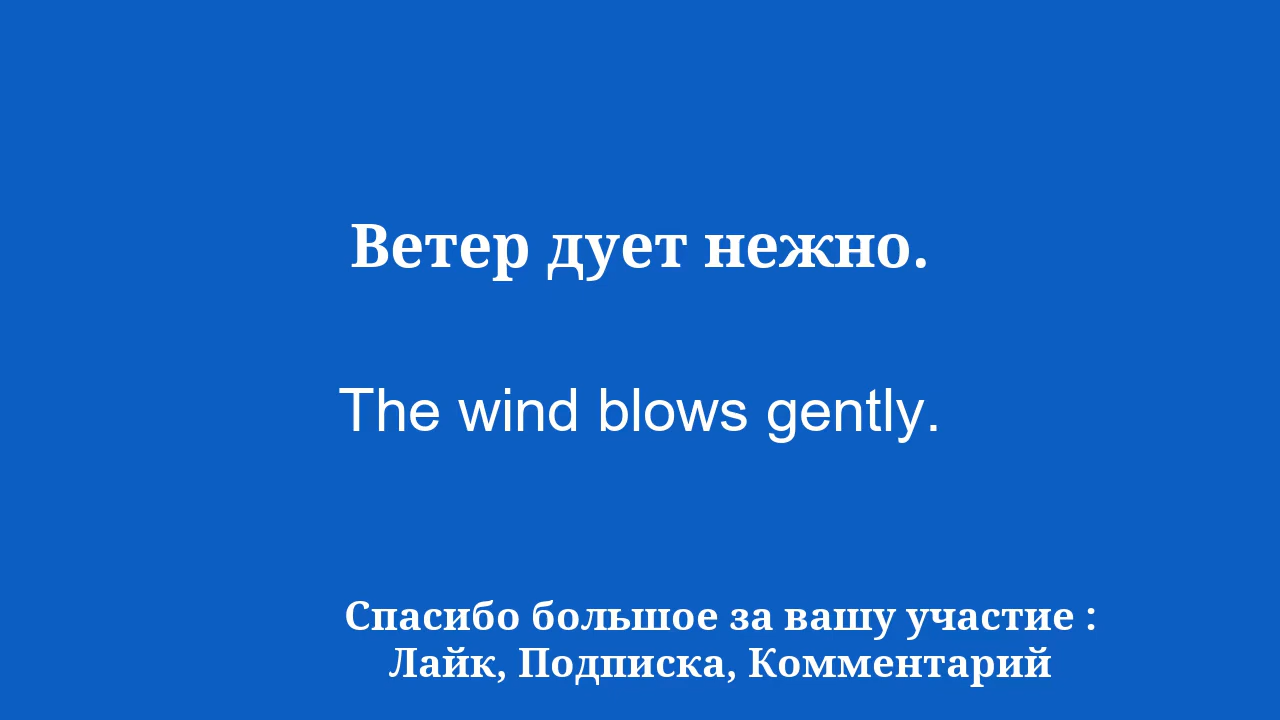 Ветер дует нежно.
The wind blows gently.
Спасибо большое за вашу участие :
Лайк, Подписка, Комментарий